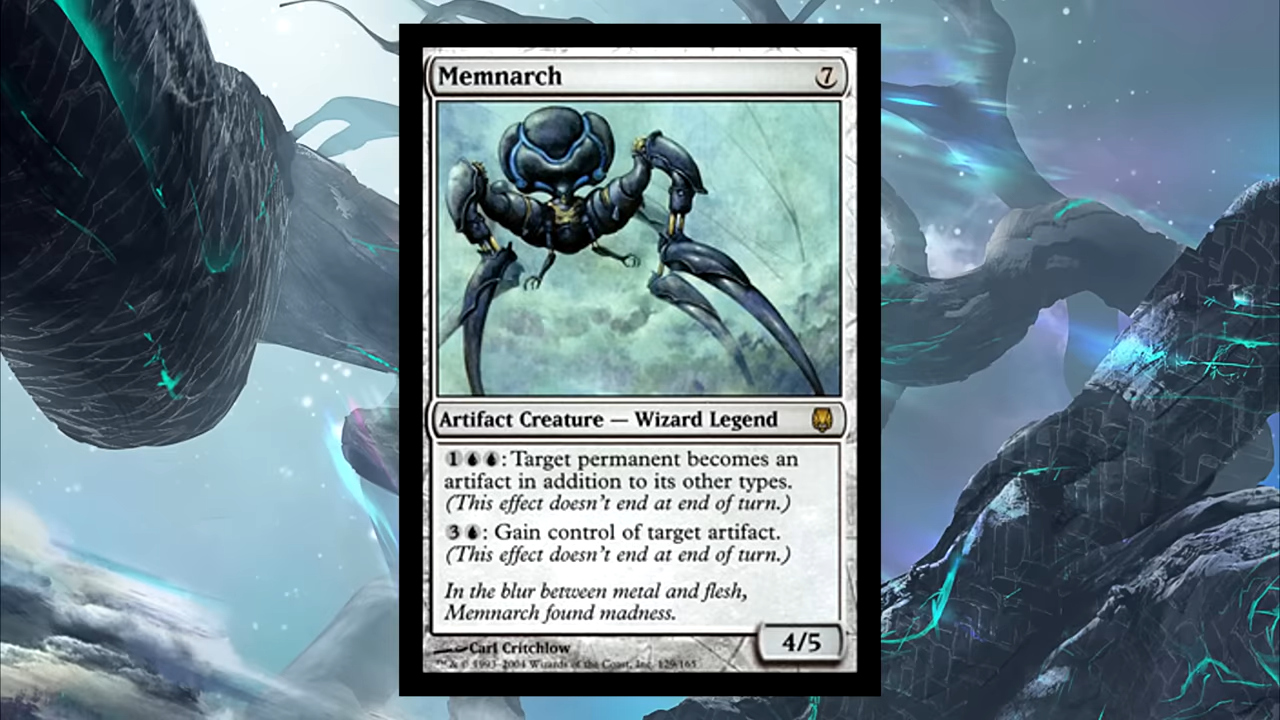 Memnarch 7
Artifact Creature — Wizard Legend
1: Target permanent becomes an
artifact in addition to its other types.
(This effect doesn't end at end of turn.)
3: Gain control of target artifact.
(This effect doesn't end at end of turn.)
In the blur between metal and flesh,
Memnarch found madness.
4/5
Carl Critchlow
™ & © 1993-2004 Wizards of the Coast, Inc. 129/165